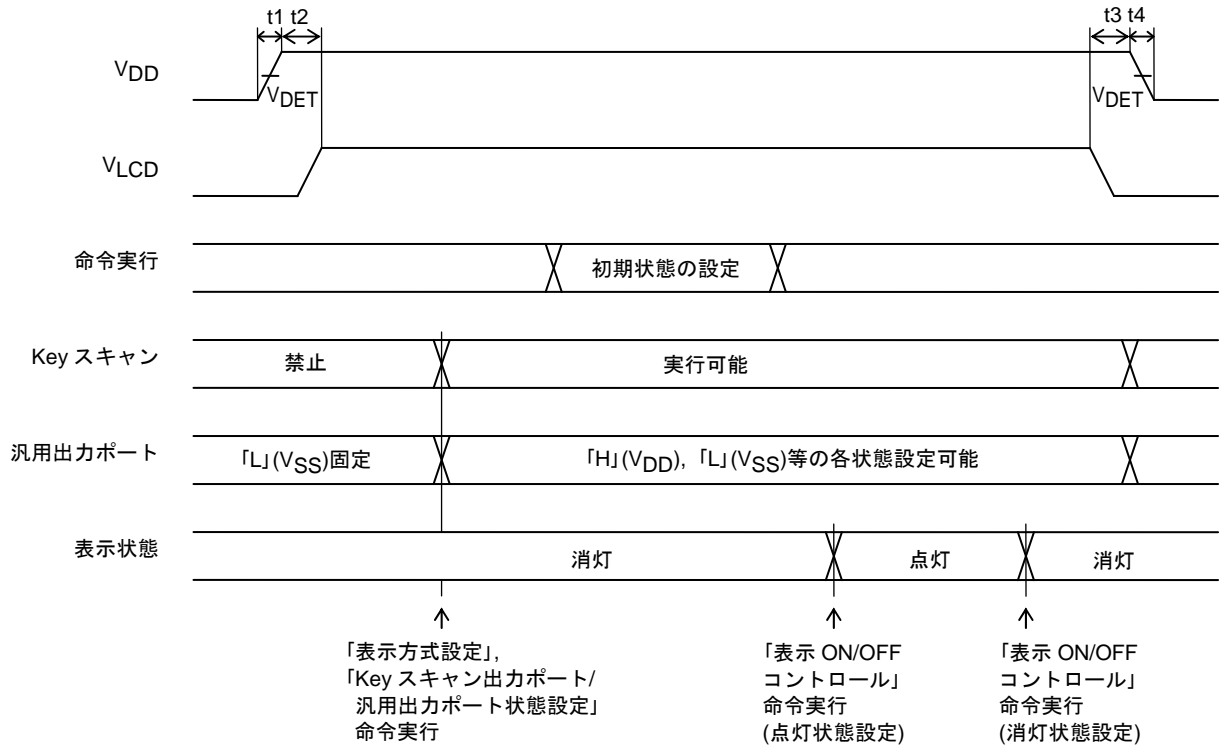 t1 t2
t3 t4
VDD
VDET
VDET
VLCD
命令実行
初期状態の設定
Key スキャン
禁止
実行可能
汎用出力ポート
「L」(VSS)固定
「H」(VDD), 「L」(VSS)等の各状態設定可能
表示状態
消灯
点灯
消灯
「表示方式設定」,
「Key スキャン出力ポート/
汎用出力ポート状態設定」
命令実行
「表示 ON/OFF
コントロール」
命令実行
(点灯状態設定)
「表示 ON/OFF
コントロール」
命令実行
(消灯状態設定)